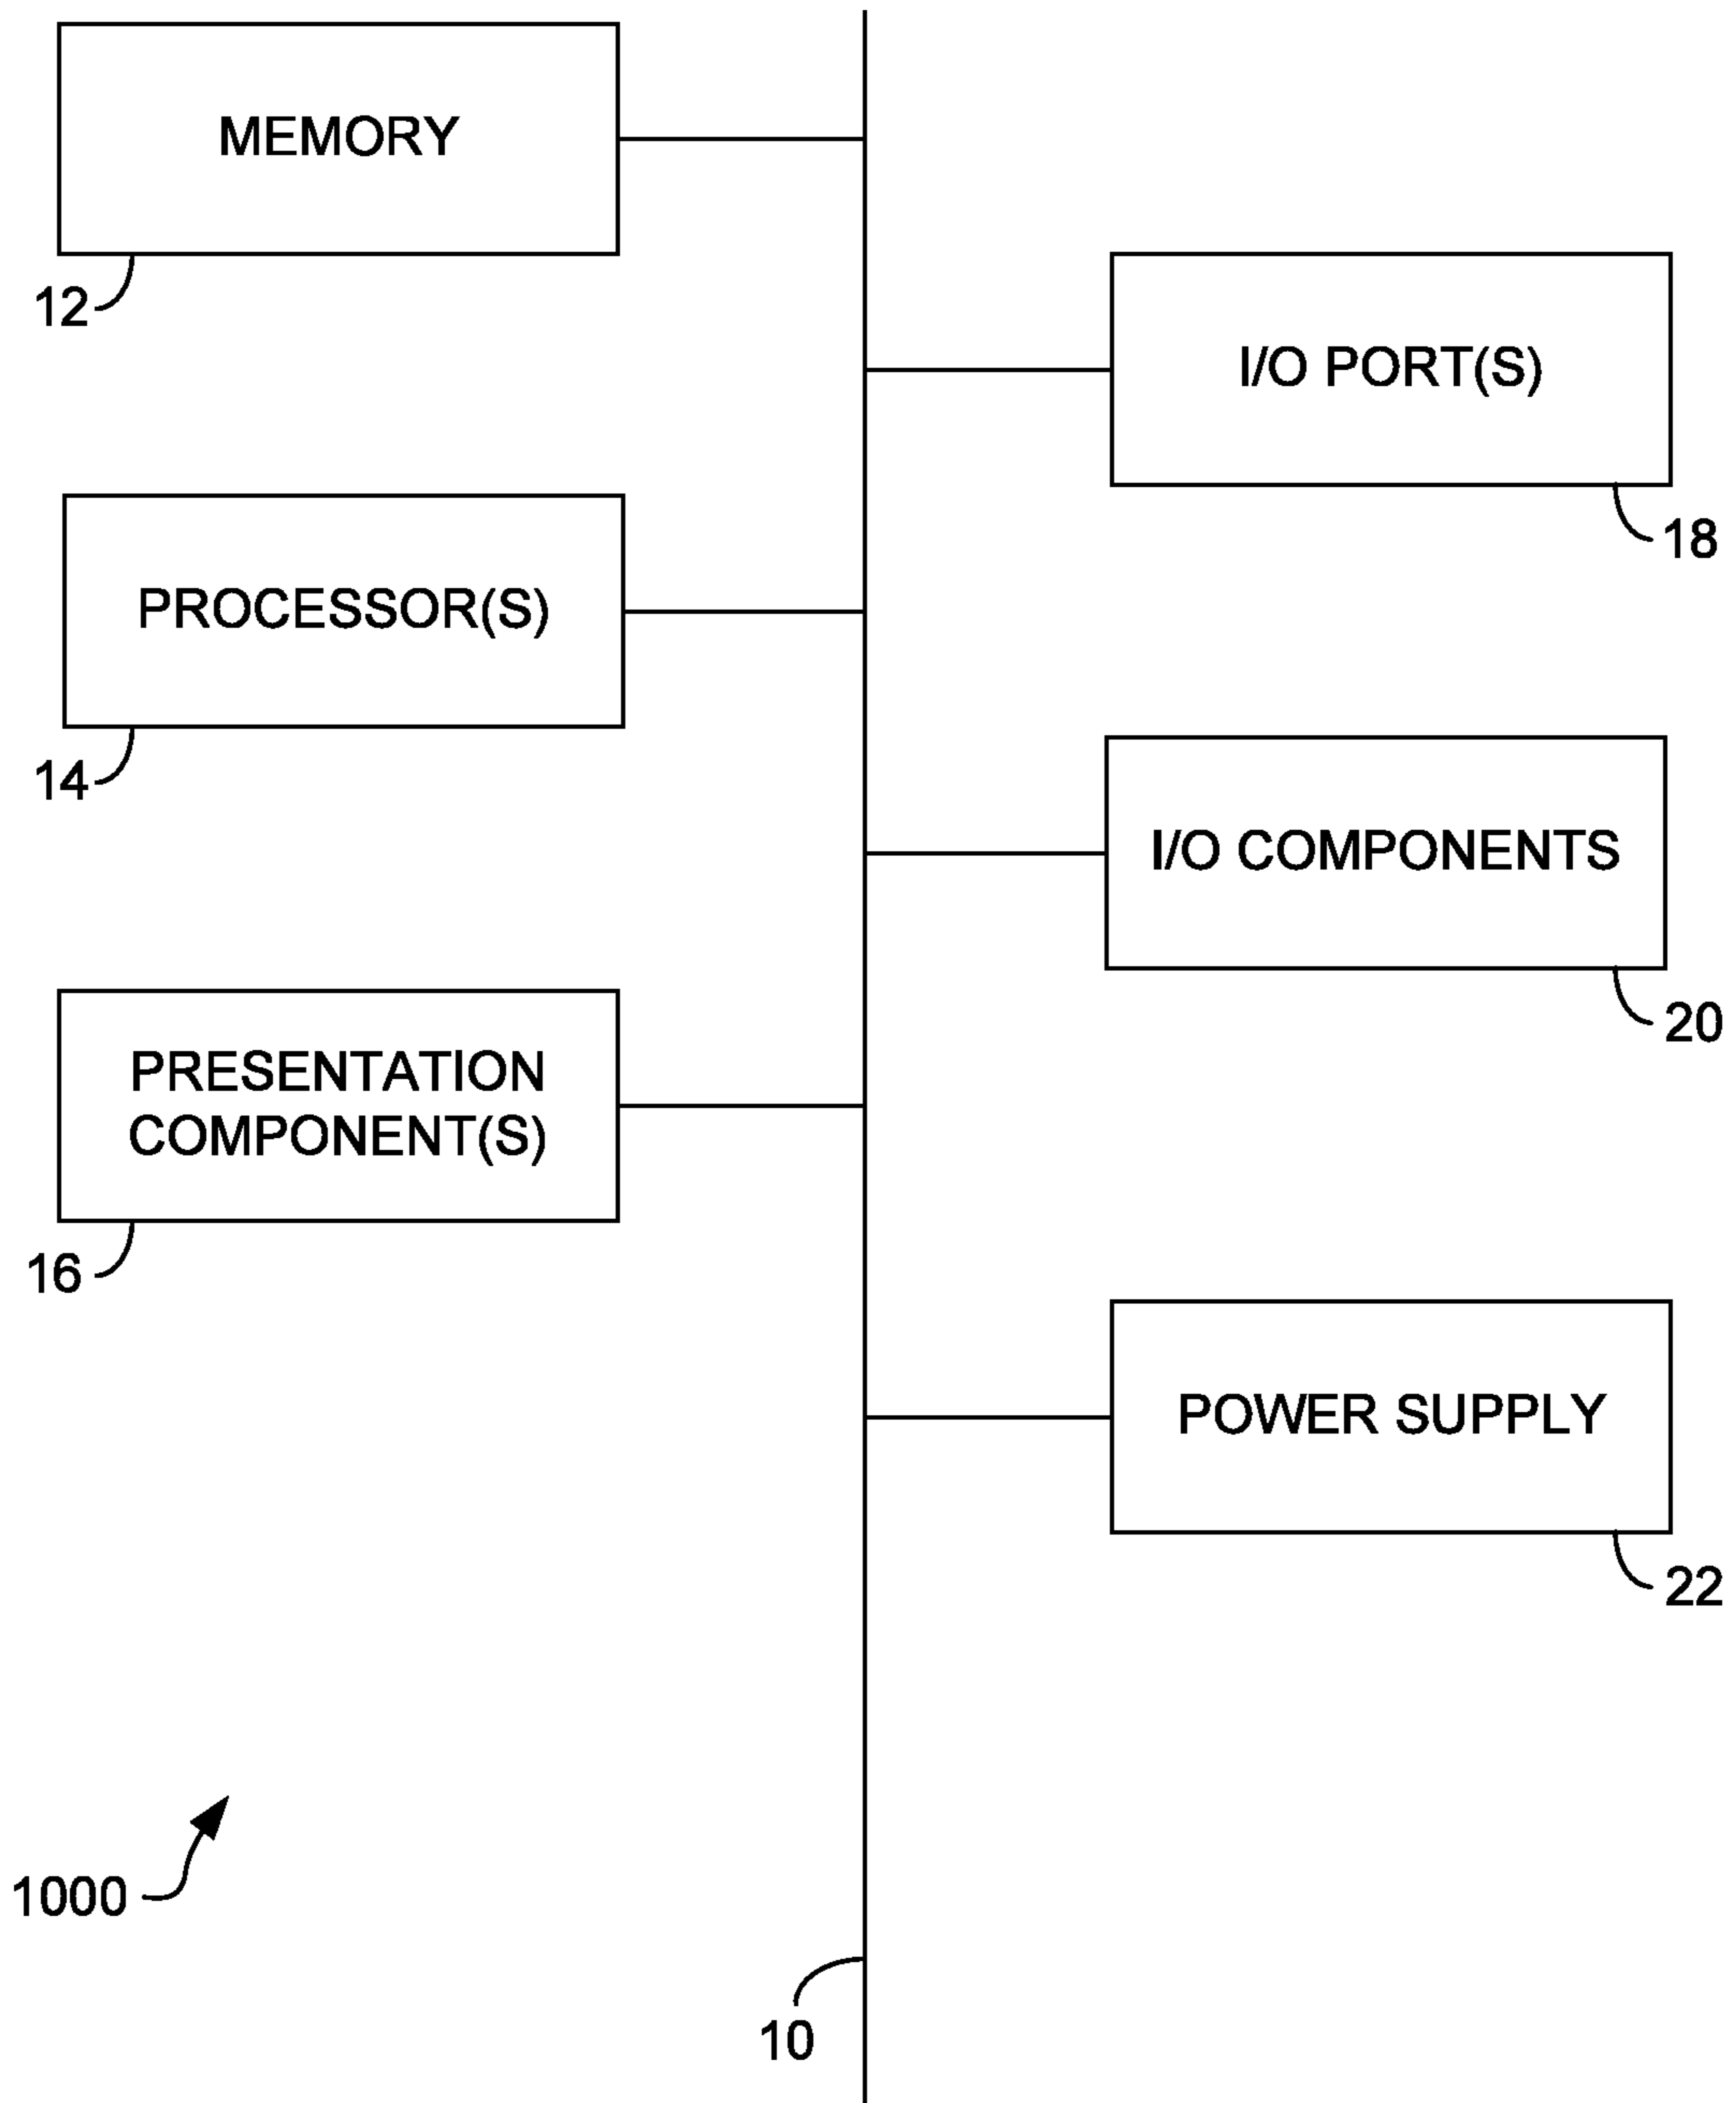 MEMORY
12
I/O PORT(S)
18
PROCESSOR(S)
14
I/O COMPONENTS
20
PRESENTATION
COMPONENT(S)
16
POWER SUPPLY
22
1000
10